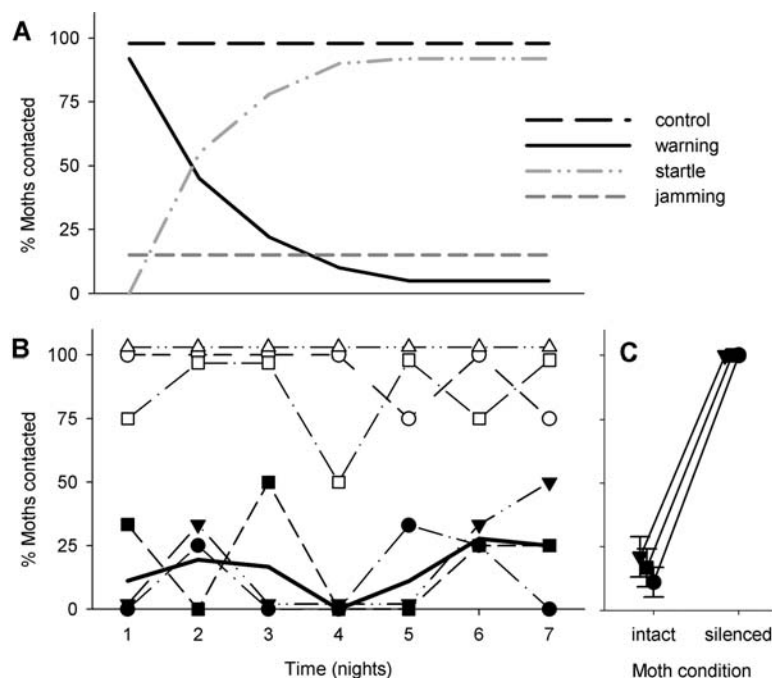 A
% Moths contacted
100
75
50
25
0
control
warning
startle
jamming
B
% Moths contacted
100
75
50
25
0
1 2 3 4 5 6 7
Time (nights)
C
intact silenced
Moth condition